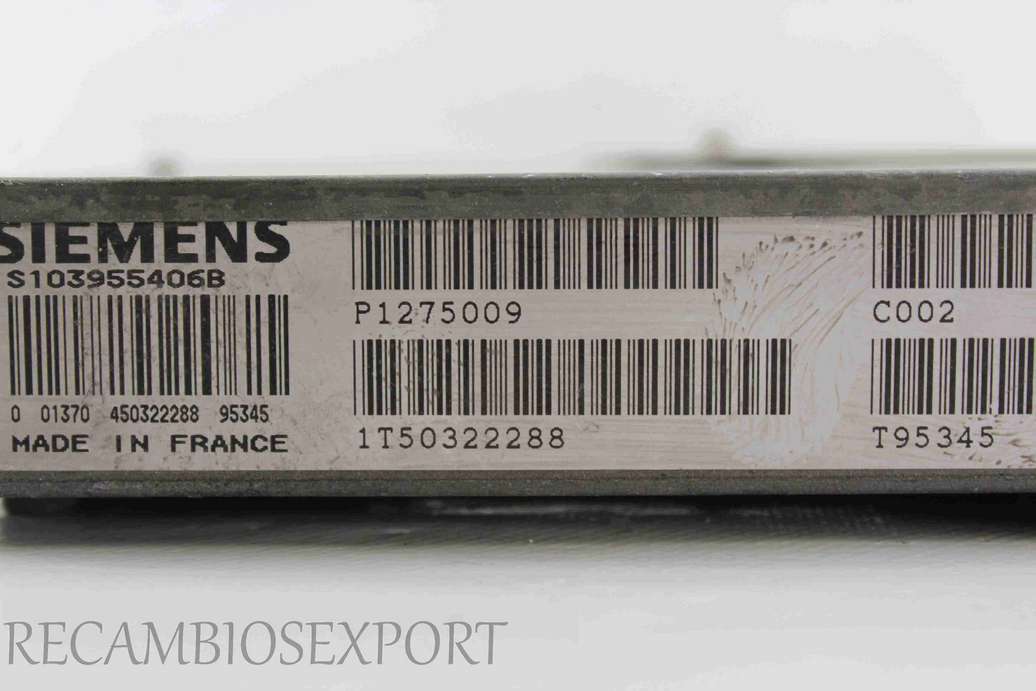 SIEMENS
S103955406B
0 01370 450322288 95345
MADE IN FRANCE
P1275009
1T50322288
C002
T95345
RECAMBIOSEXPORT